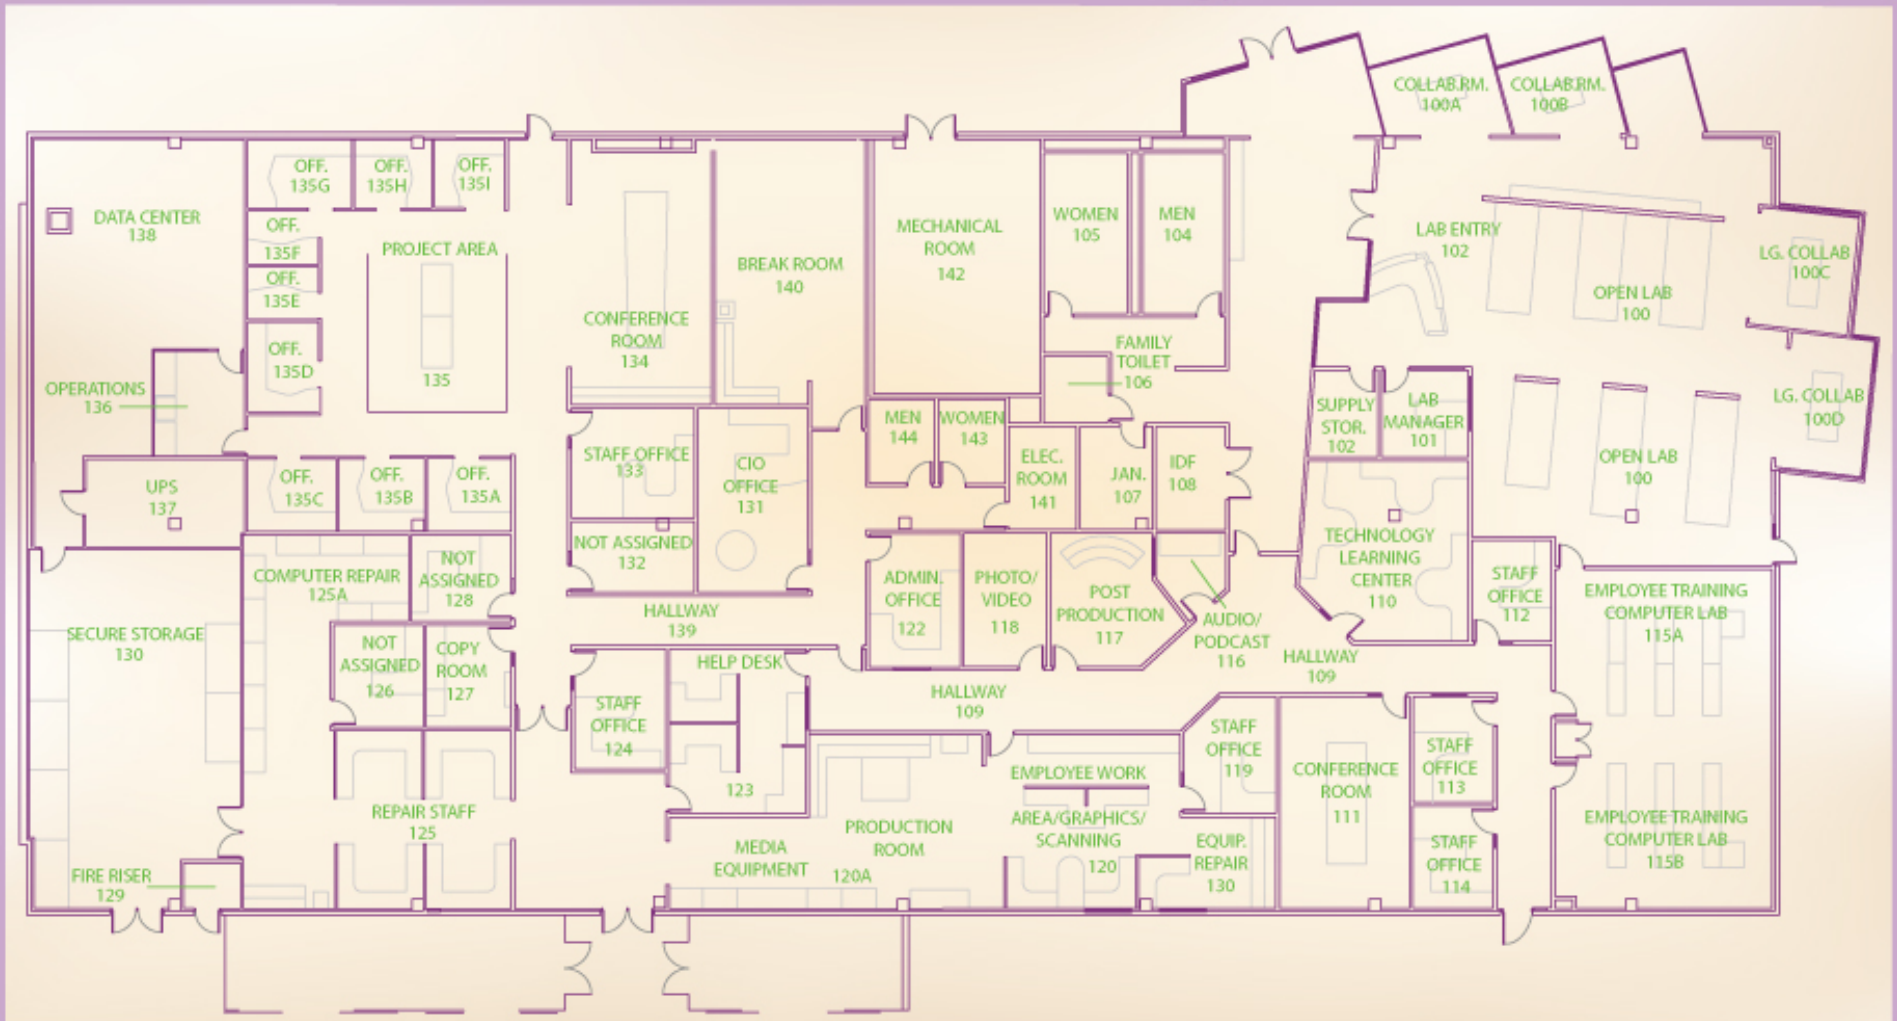 COLLAB.RM.
100A
COLLAB.RM.
100B
OFF.
135G
OFF.
135H
OFF.
135I
DATA CENTER
138
OFF.
135F
PROJECT AREA
135
OFF.
135E
OFF.
135D
CONFERENCE
ROOM
134
BREAK ROOM
140
MECHANICAL
ROOM
142
WOMEN
105
MEN
104
LAB ENTRY
102
OPEN LAB
100
LG. COLLAB
100C
FAMILY
TOILET
106
OPERATIONS
136
MEN
144
WOMEN
143
SUPPLY
STOR.
102
LAB
MANAGER
101
LG. COLLAB
100D
UPS
137
OFF.
135C
OFF.
135B
OFF.
135A
STAFF OFFICE
133
CIO
OFFICE
131
ELEC.
ROOM
141
JAN.
107
IDF
108
OPEN LAB
100
TECHNOLOGY
LEARNING
CENTER
110
COMPUTER REPAIR
125A
NOT
ASSIGNED
128
NOT ASSIGNED
132
ADMIN.
OFFICE
122
PHOTO/
VIDEO
118
POST
PRODUCTION
117
STAFF
OFFICE
112
EMPLOYEE TRAINING
COMPUTER LAB
115A
SECURE STORAGE
130
NOT
ASSIGNED
126
COPY
ROOM
127
HALLWAY
139
HELP DESK
123
AUDIO/
PODCAST
116
HALLWAY
109
STAFF
OFFICE
124
HALLWAY
109
STAFF
OFFICE
119
CONFERENCE
ROOM
111
STAFF
OFFICE
113
REPAIR STAFF
125
MEDIA
EQUIPMENT
PRODUCTION
ROOM
120A
EMPLOYEE WORK
AREA/GRAPHICS/
SCANNING
120
EQUIP.
REPAIR
130
STAFF
OFFICE
114
EMPLOYEE TRAINING
COMPUTER LAB
115B
FIRE RISER
129